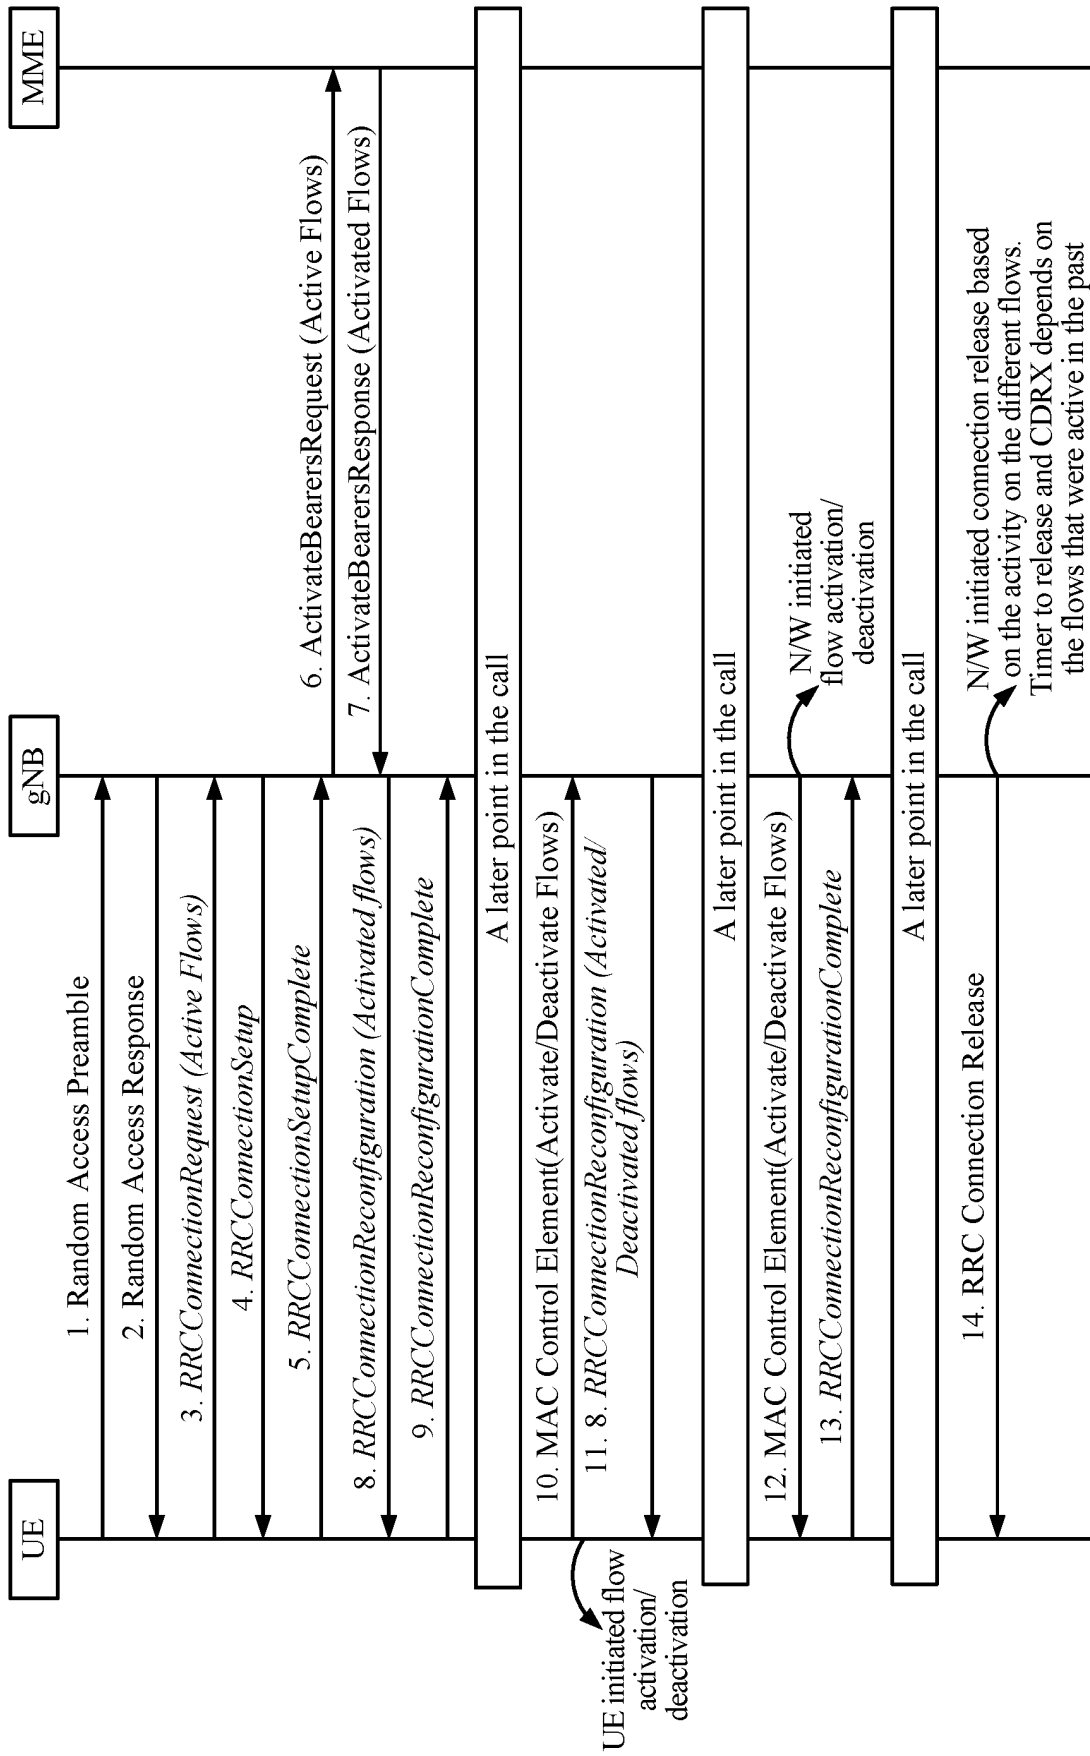 UE
gNB
MME
1. Random Access Preamble
2. Random Access Response
3. RRCConnectionRequest (Active Flows)
4. RRCConnectionSetup
5. RRCConnectionSetupComplete
6. ActivateBearersRequest (Active Flows)
7. ActivateBearersResponse (Activated Flows)
8. RRCConnectionReconfiguration (Activated flows)
9. RRCConnectionReconfigurationComplete
A later point in the call
10. MAC Control Element(Activate/Deactivate Flows)
UE initiated flow
activation/
deactivation
11. 8. RRCConnectionReconfiguration (Activated/
Deactivated flows)
A later point in the call
12. MAC Control Element(Activate/Deactivate Flows)
N/W initiated
flow activation/
deactivation
13. RRCConnectionReconfigurationComplete
A later point in the call
14. RRC Connection Release
N/W initiated connection release based
on the activity on the different flows.
Timer to release and CDRX depends on
the flows that were active in the past